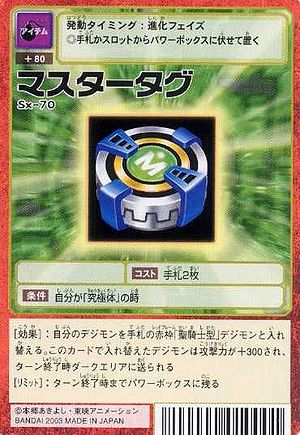 アイテム
+80
発動タイミング：進化フェイズ
◎手札かスロットからパワーボックスに伏せて置く
マスタータグ
Sx-70
コスト 手札2枚
条件 自分が「究極体」の時
[効果]：自分のデジモンを手札の赤枠「聖騎士型」デジモンと入れ
替える。このカードで入れ替えたデジモンは攻撃力が＋300され、
ターン終了時ダークエリアに送られる
[リミット]：ターン終了時までパワーボックスに残る
©本郷あきよし・東映アニメーション
BANDAI 2003 MADE IN JAPAN